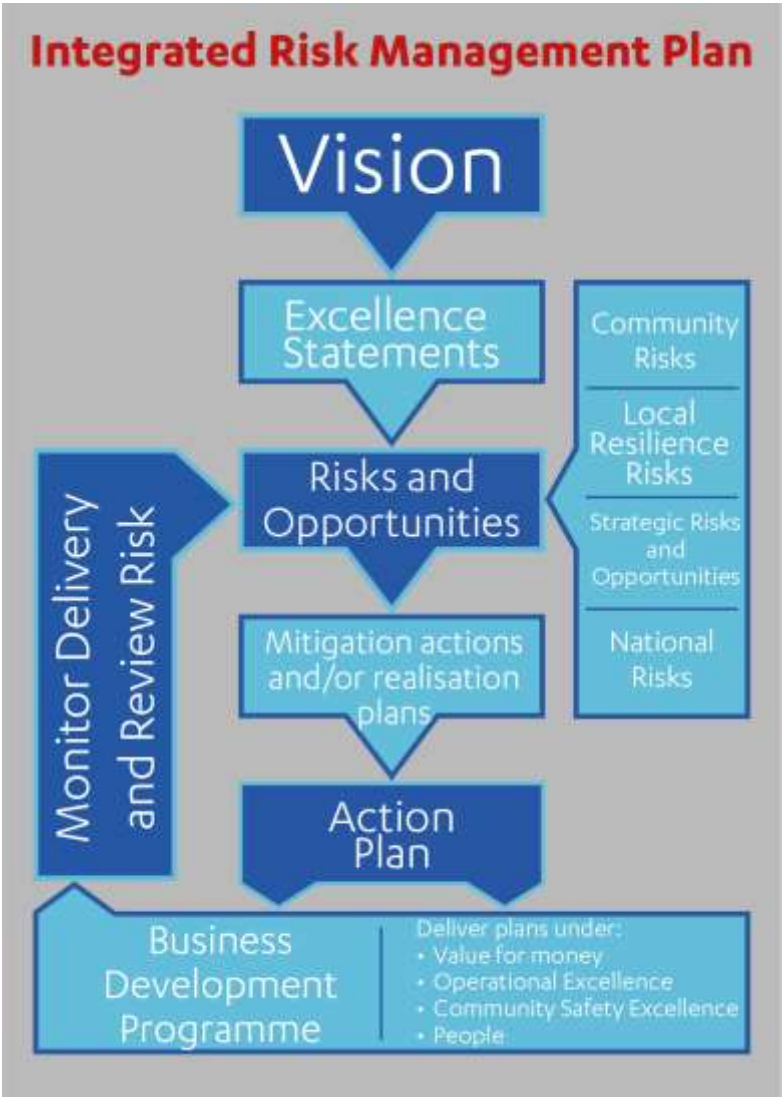 Integrated Risk Management Plan
Vision
Excellence
Statements
Community
Risks
Local
Resilience
Risks
Strategic Risks
and
Opportunities
National
Risks
Risks and
Opportunities
Monitor Delivery
and Review Risk
Mitigation actions
and/or realisation
plans
Action
Plan
Business
Development
Programme
Deliver plans under:
• Value for money
• Operational Excellence
• Community Safety Excellence
• People